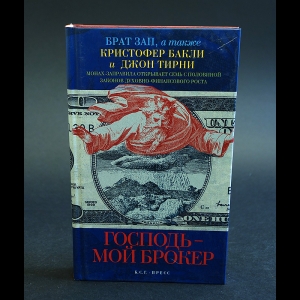 БРАТ ЗАП, а также
КРИСТОФЕР БАКЛИ
и ДЖОН ТИРНИ
МОНАХ-ЗАПРАВИЛА ОТКРЫВАЕТ СЕМЬ С ПОЛОВИНОЙ
ЗАКОНОВ ДУХОВНО-ФИНАНСОВОГО РОСТА
ГОСПОДЬ –
МОЙ БРОКЕР
Б.С.Г. - ПРЕСС